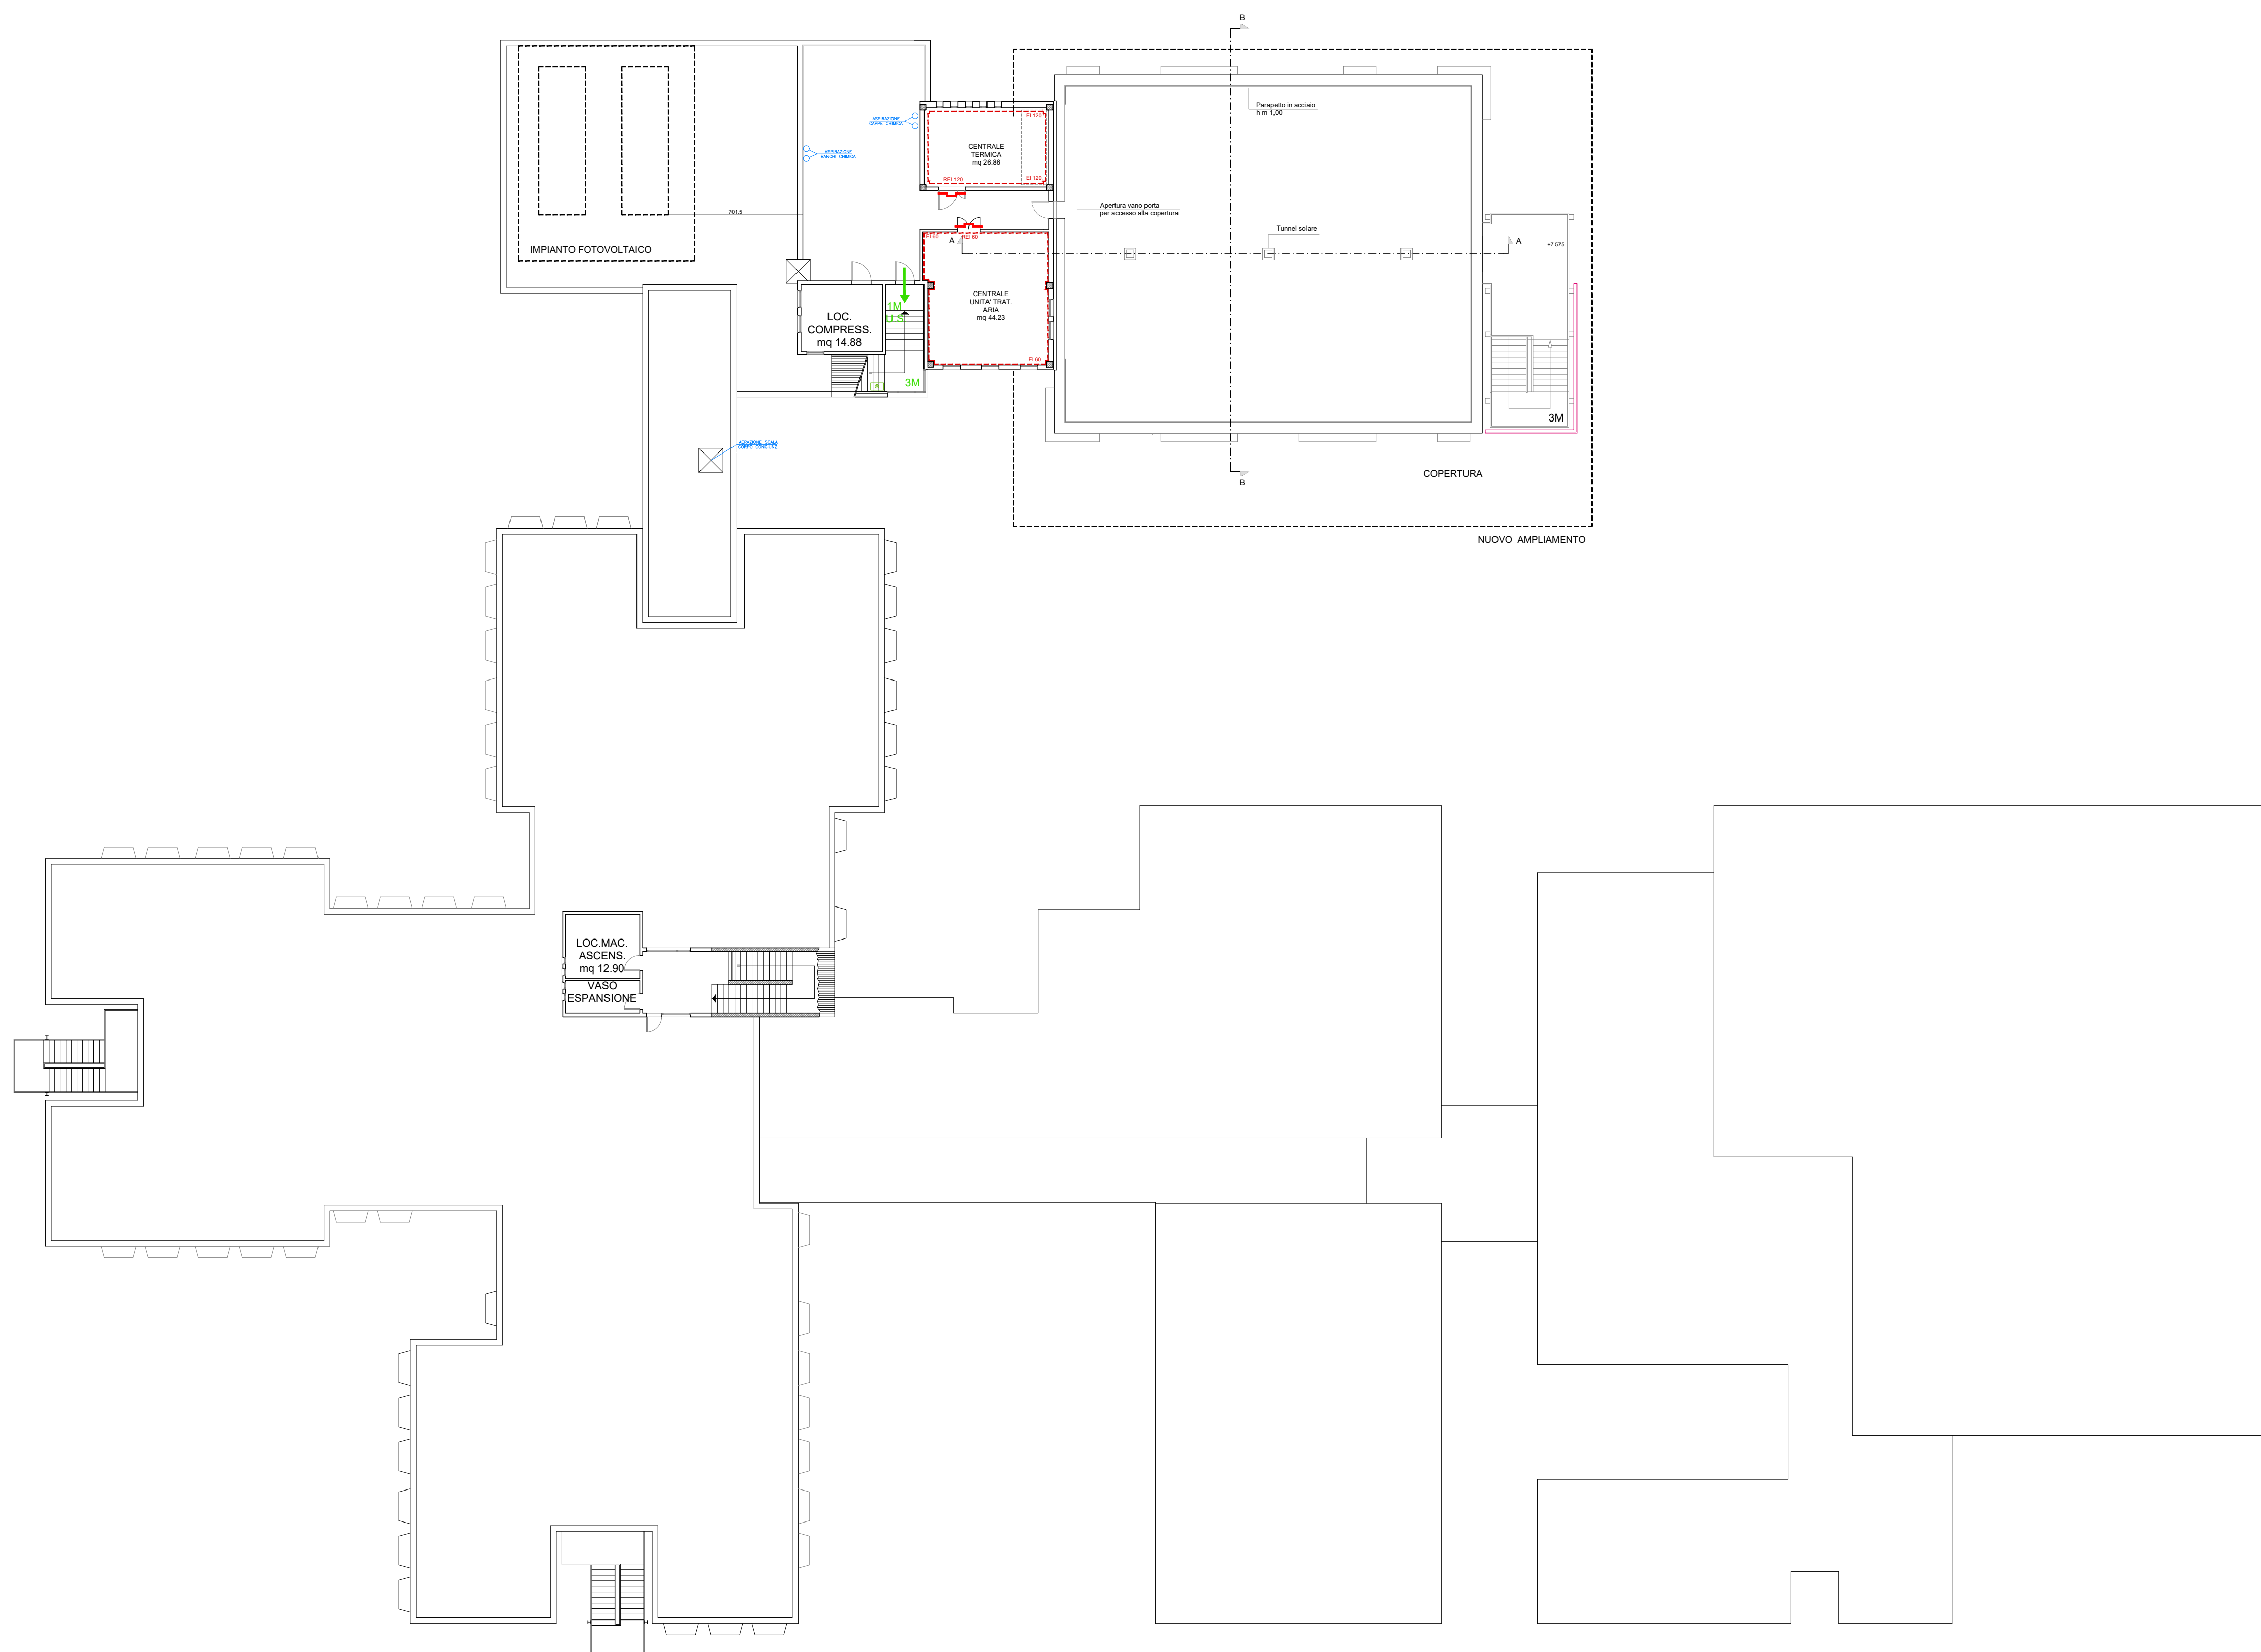 B
Parapetto in acciaio
h m 1,00
ASPIRAZIONE
CAPPE CHIMICA
EI 120
CENTRALE
TERMICA
mq 26.86
ASPIRAZIONE
BANCHI CHIMICA
REI 120
EI 120
701.5
Apertura vano porta
per accesso alla copertura
Tunnel solare
IMPIANTO FOTOVOLTAICO
EI 60
REI 60
A
A
+7.575
CENTRALE
UNITA' TRAT.
ARIA
mq 44.23
1M
U.S.
LOC.
COMPRESS.
mq 14.88
EI 60
3M
3M
AERAZIONE SCALA
CORPO CONGIUNZ.
COPERTURA
B
NUOVO AMPLIAMENTO
LOC.MAC.
ASCENS.
mq 12.90
VASO
ESPANSIONE